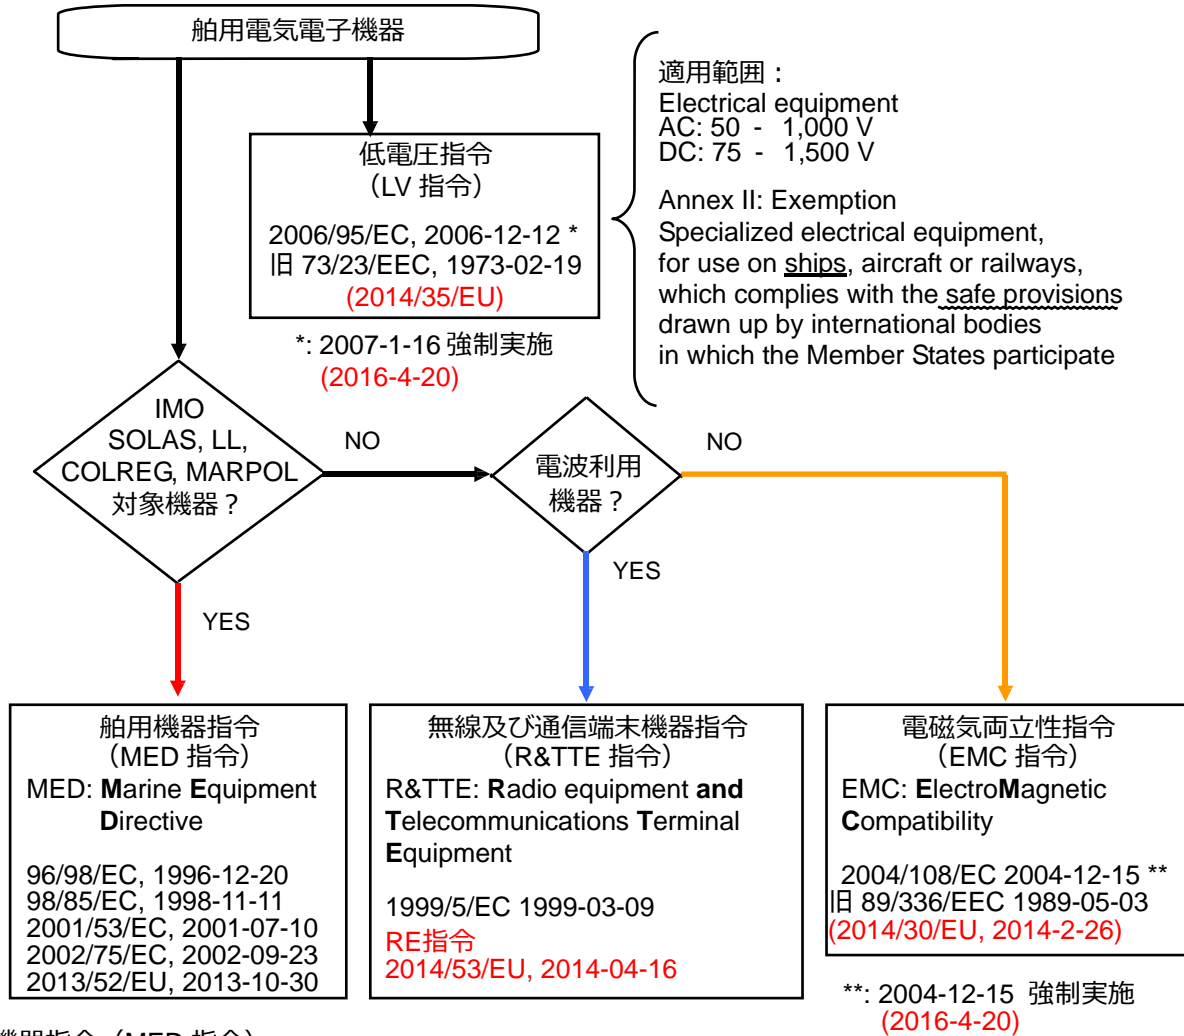 舶用電気電子機器
適用範囲：
Electrical equipment
AC: 50 - 1,000 V
DC: 75 - 1,500 V
Annex II: Exemption
Specialized electrical equipment,
for use on ships, aircraft or railways,
which complies with the safe provisions
drawn up by international bodies
in which the Member States participate
低電圧指令
（LV 指令）
2006/95/EC, 2006-12-12 *
旧 73/23/EEC, 1973-02-19
(2014/35/EU)
*: 2007-1-16 強制実施
(2016-4-20)
IMO
SOLAS, LL,
COLREG, MARPOL
対象機器？
NO
電波利用
機器？
NO
YES
YES
舶用機器指令
（MED 指令）
MED: Marine Equipment
Directive
96/98/EC, 1996-12-20
98/85/EC, 1998-11-11
2001/53/EC, 2001-07-10
2002/75/EC, 2002-09-23
2013/52/EU, 2013-10-30
無線及び通信端末機器指令
（R&TTE 指令）
R&TTE: Radio equipment and
Telecommunications Terminal
Equipment
1999/5/EC 1999-03-09
RE指令
2014/53/EU, 2014-04-16
電磁気両立性指令
（EMC 指令）
EMC: ElectroMagnetic
Compatibility
2004/108/EC 2004-12-15 **
旧 89/336/EEC 1989-05-03
(2014/30/EU, 2014-2-26)
**: 2004-12-15 強制実施
(2016-4-20)